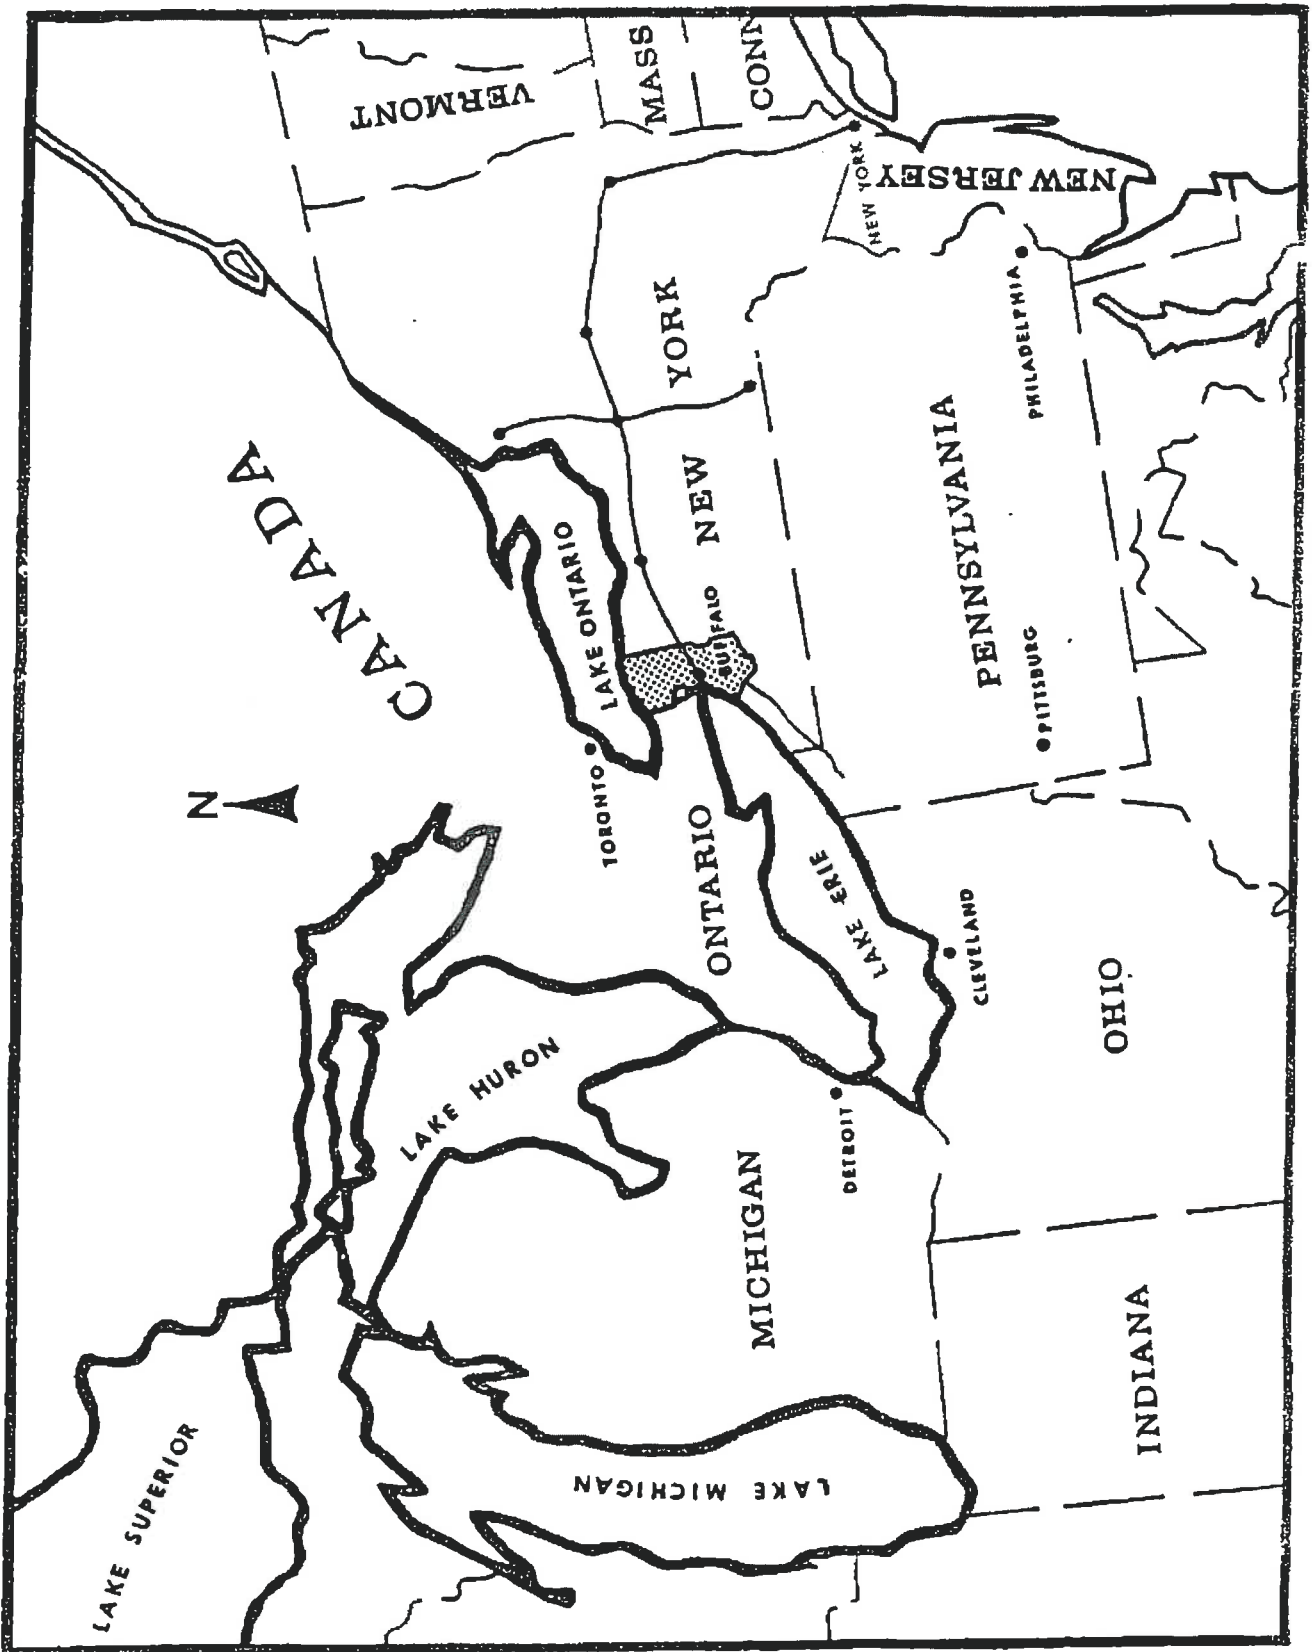 LAKE SUPERIOR
LAKE MICHIGAN
LAKE HURON
MICHIGAN
INDIANA
OHIO
DETROIT
CLEVELAND
LAKE ERIE
ONTARIO
TORONTO
N
CANADA
LAKE ONTARIO
BUFFALO
NEW YORK
PENNSYLVANIA
PITTSBURG
PHILADELPHIA
NEW JERSEY
NEW YORK
VERMONT
MASS
CONN